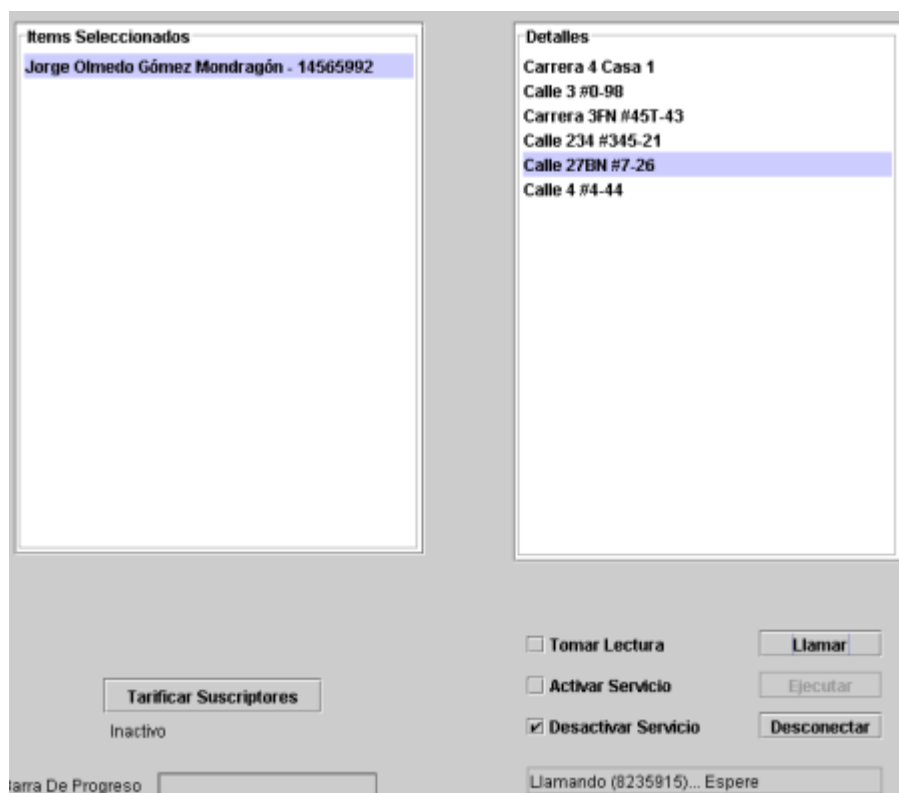 Items Seleccionados
Jorge Olmedo Gómez Mondragón - 14565992
Detalles
Carrera 4 Casa 1
Calle 3 #0-98
Carrera 3FN #45T-43
Calle 234 #345-21
Calle 27BN #7-26
Calle 4 #4-44
Tomar Lectura
Llamar
Activar Servicio
Ejecutar
Desactivar Servicio
Desconectar
Tarificar Suscriptores
Inactivo
Barra De Progreso
Llamando (8235915)... Espere